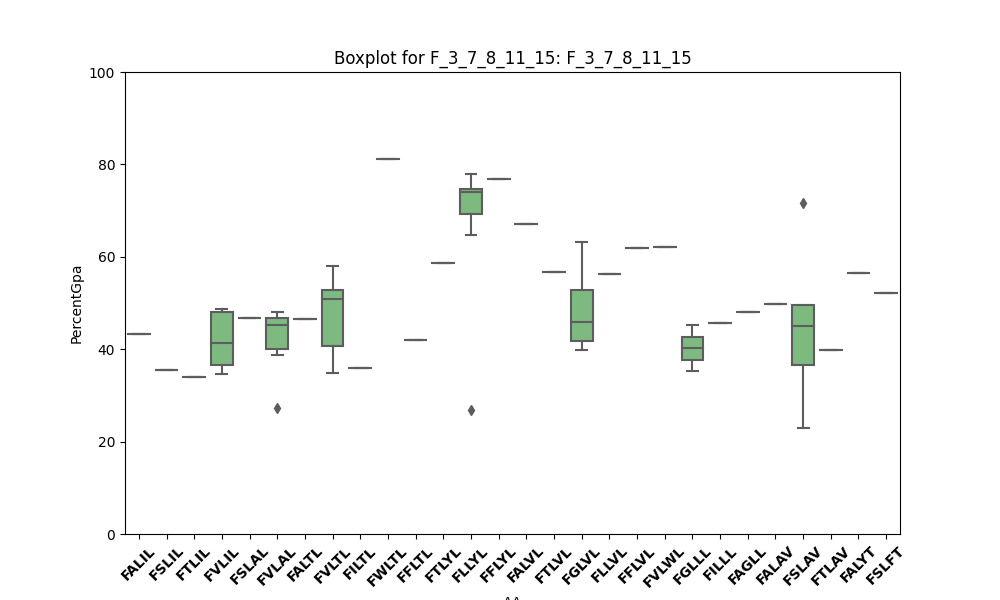 Boxplot for F_3_7_8_11_15: F_3_7_8_11_15
100
80
60
40
20
0
PercentGpa
FALIL
FSLIL
FTLIL
FVLIL
FSLAL
FVLAL
FALTL
FVLTL
FILTL
FWLTL
FFLTL
FTLYL
FLLYL
FFLYL
FALVL
FTLVL
FGLVL
FLLVL
FFLVL
FVLWL
FGLLL
FILLL
FAGLL
FALAV
FSLAV
FTLAV
FALYT
FSLFT